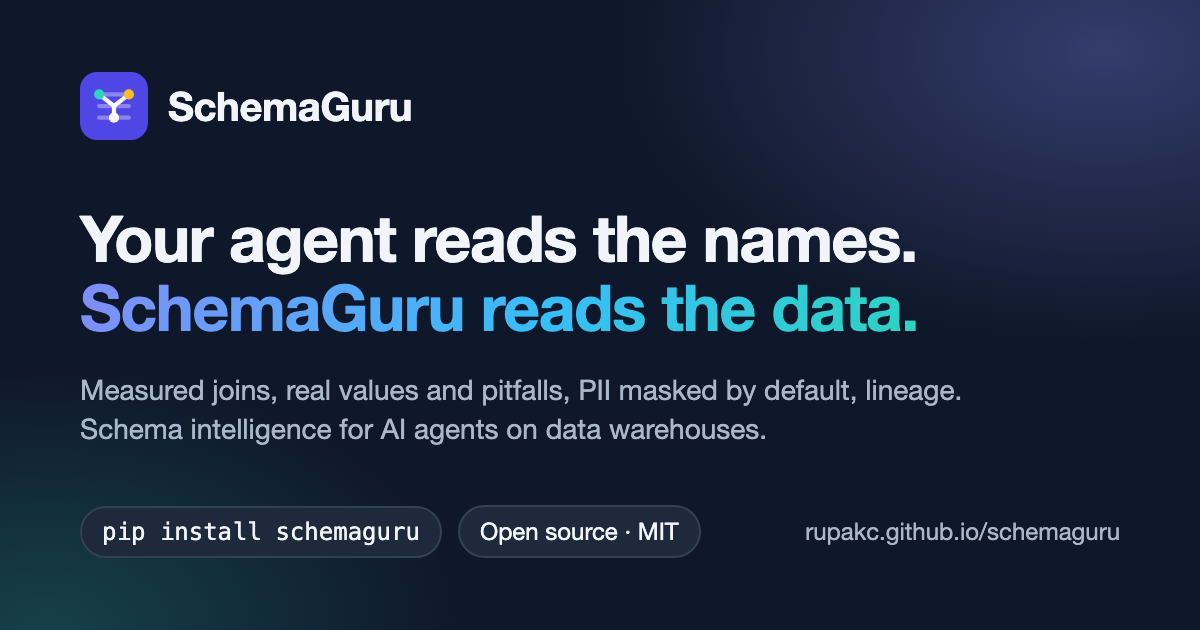 SchemaGuru
Your agent reads the names.
SchemaGuru reads the data.
Measured joins, real values and pitfalls, PII masked by default, lineage.
Schema intelligence for AI agents on data warehouses.
pip install schemaguru
Open source · MIT
rupakc.github.io/schemaguru